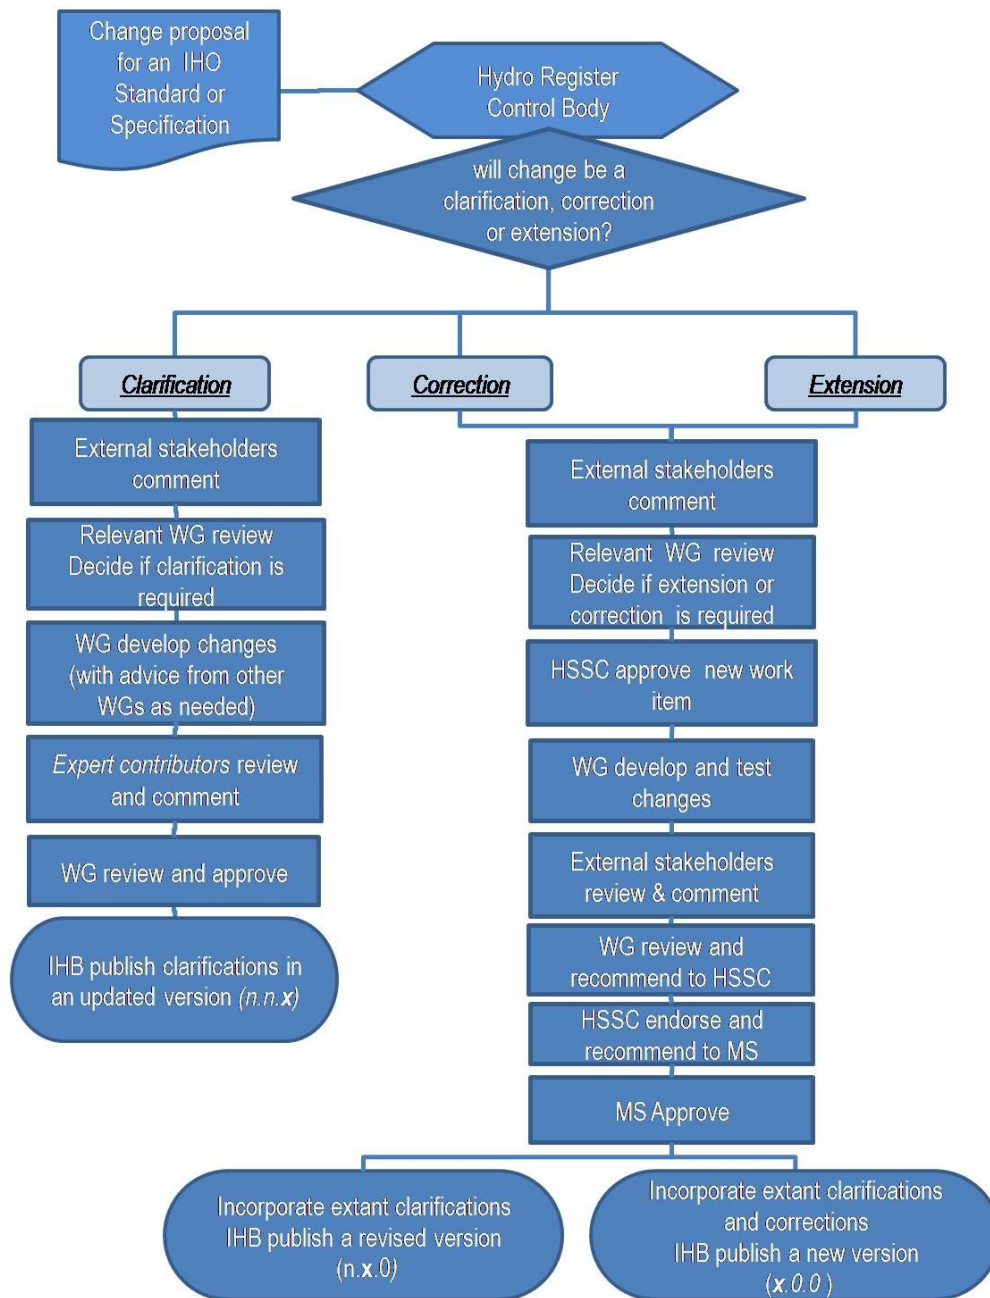 Change proposal
for an IHO
Standard or
Specification
Hydro Register
Control Body
will change be a
clarification, correction
or extension?
Clarification
Correction
Extension
External stakeholders
comment
Relevant WG review
Decide if clarification is
required
WG develop changes
(with advice from other
WGs as needed)
Expert contributors review
and comment
WG review and approve
IHB publish clarifications in
an updated version (n.n.x)
External stakeholders
comment
Relevant WG review
Decide if extension or
correction is required
HSSC approve new work
item
WG develop and test
changes
External stakeholders
review & comment
WG review and
recommend to HSSC
HSSC endorse and
recommend to MS
MS Approve
Incorporate extant clarifications
IHB publish a revised version
(n.x.0)
Incorporate extant clarifications
and corrections
IHB publish a new version
(x.0.0 )